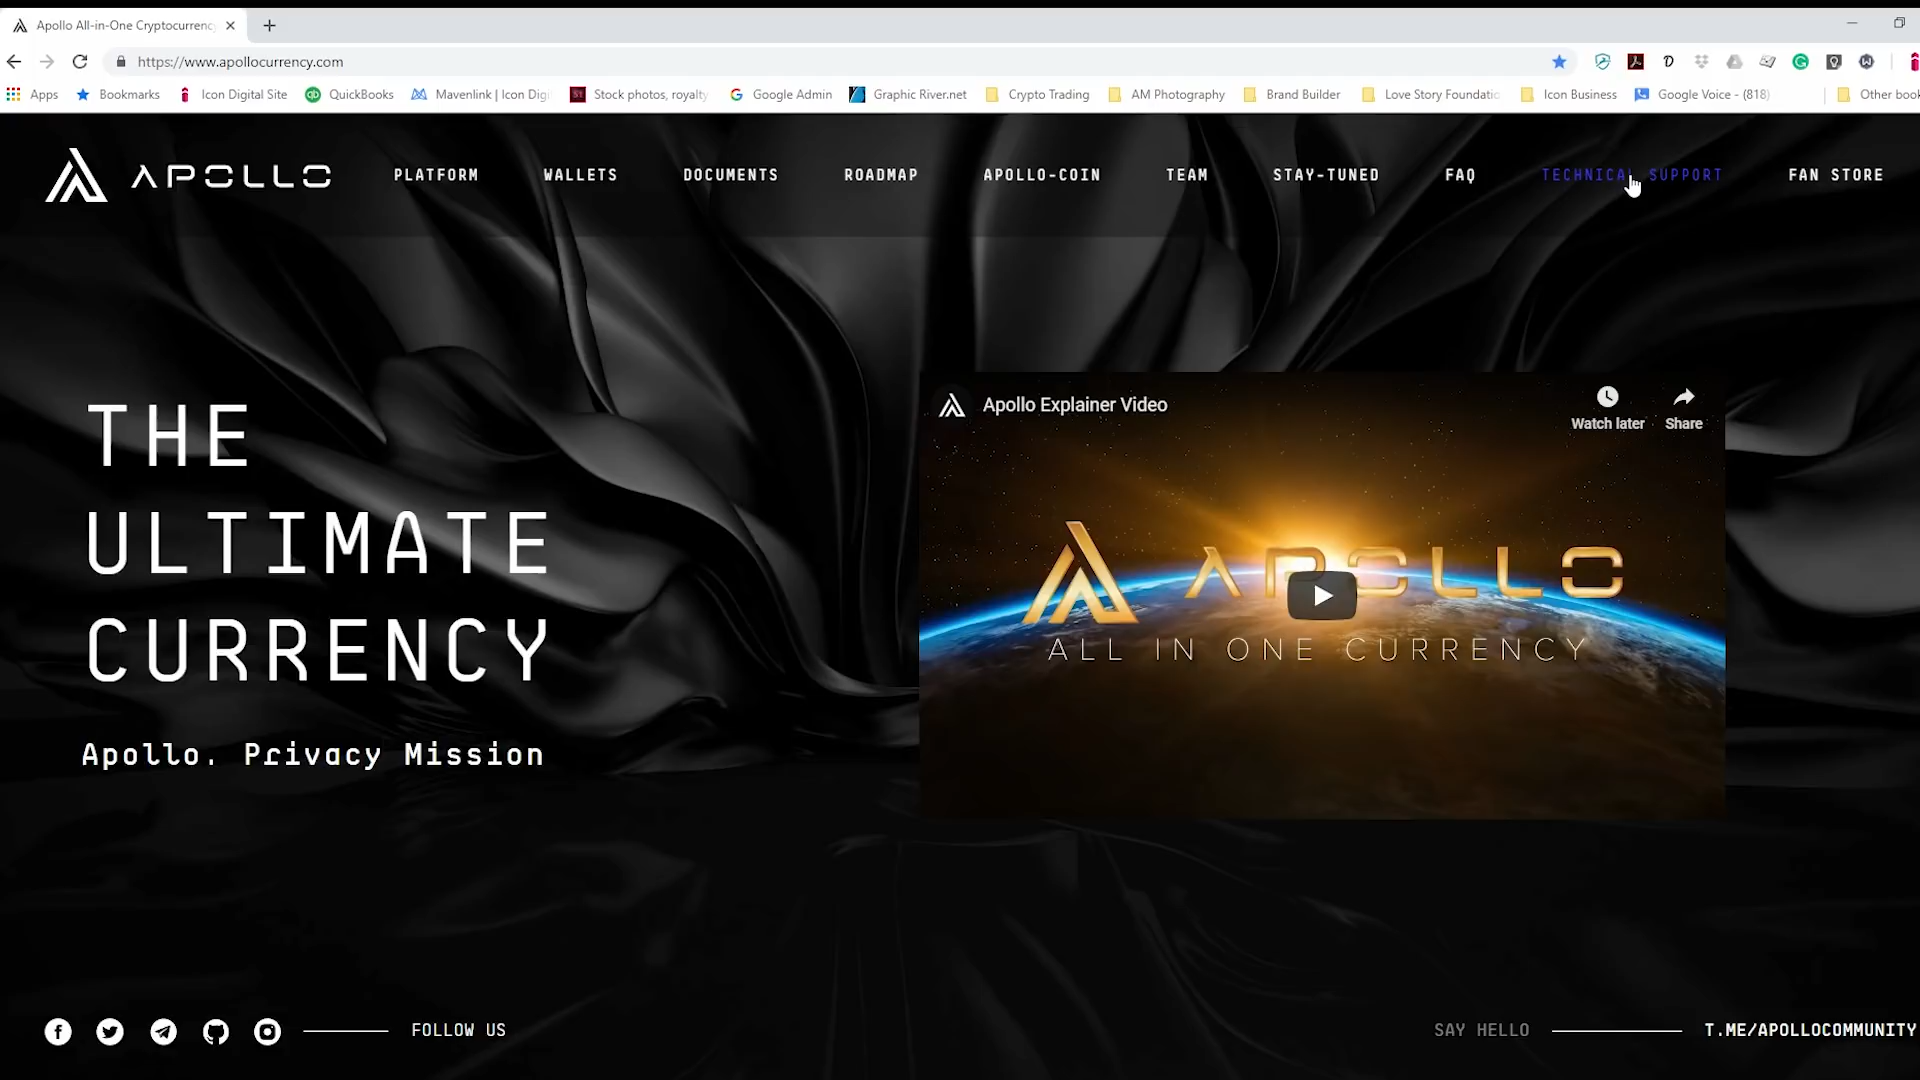 Apollo All-in-One Cryptocurrenc
https://www.apollocurrency.com
Apps
Bookmarks
Icon Digital Site
QuickBooks
Mavenlink | Icon Digi
Stock photos, royalty
Google Admin
Graphic River.net
Crypto Trading
AM Photography
Brand Builder
Love Story Foundatio
Icon Business
Google Voice - (818)
Other book
APOLLO
PLATFORM
WALLETS
DOCUMENTS
ROADMAP
APOLLO-COIN
TEAM
STAY-TUNED
FAQ
TECHNICAL SUPPORT
FAN STORE
THE
ULTIMATE
CURRENCY
Apollo. Privacy Mission
Apollo Explainer Video
Watch later
Share
APOLLO
ALL IN ONE CURRENCY
FOLLOW US
SAY HELLO
T.ME/APOLLOCOMMUNITY